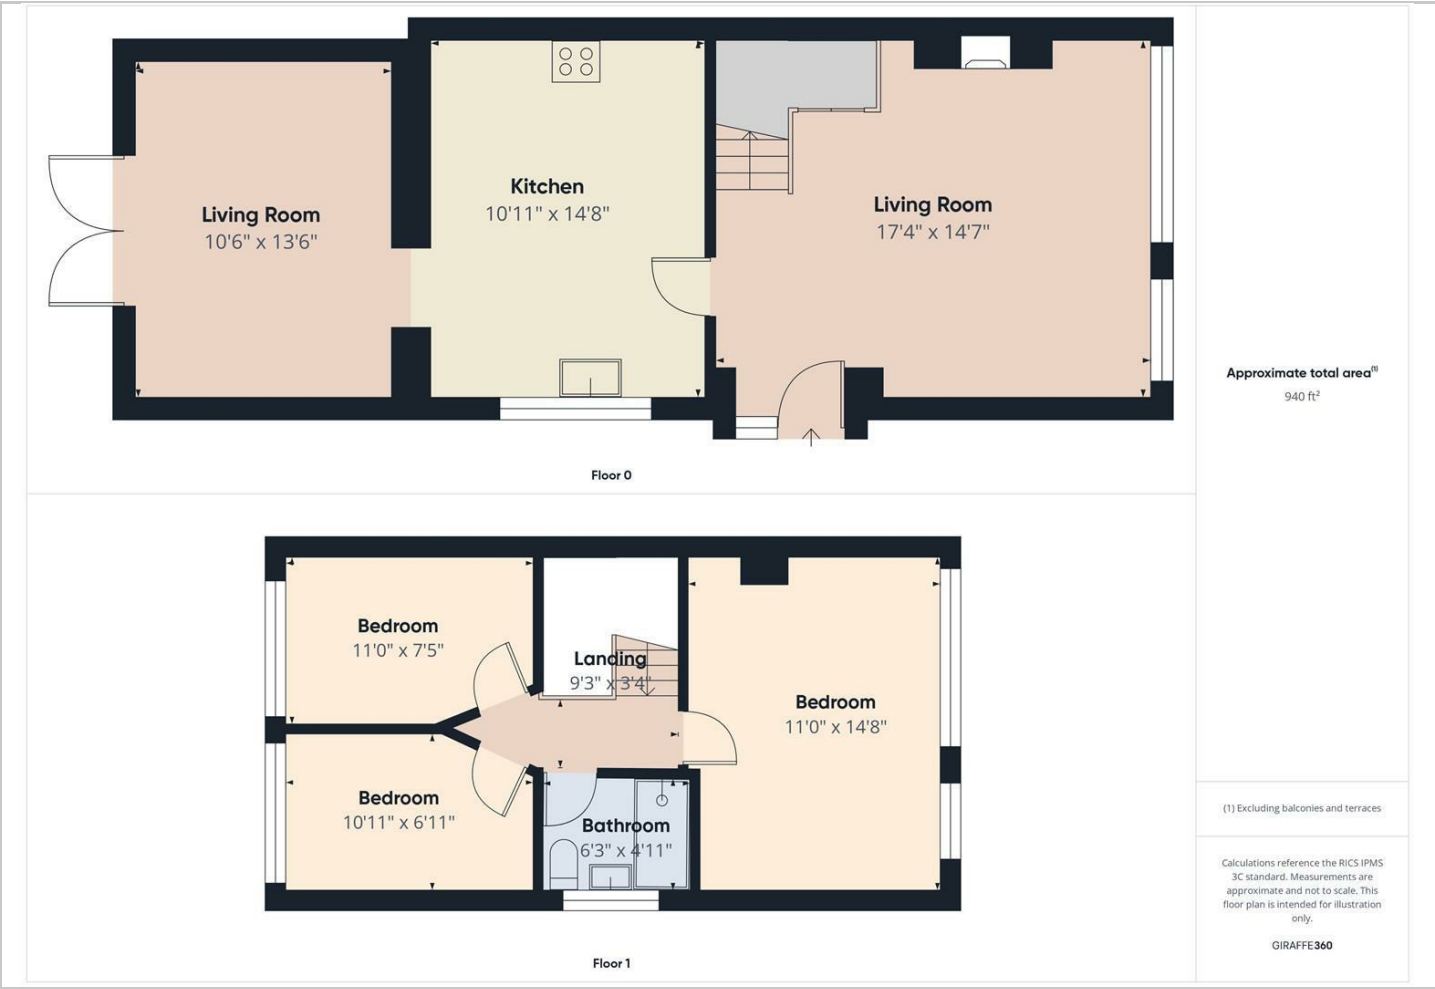 Living Room
10'6" x 13'6"
Kitchen
10'11" x 14'8"
Living Room
17'4" x 14'7"
Floor 0
Bedroom
11'0" x 7'5"
Landing
9'3" x 3'4"
Bedroom
11'0" x 14'8"
Bedroom
10'11" x 6'11"
Bathroom
6'3" x 4'11"
Floor 1
Approximate total area(1)
940 ft²
(1) Excluding balconies and terraces
Calculations reference the RICS IPMS
3C standard. Measurements are
approximate and not to scale. This
floor plan is intended for illustration
only.
GIRAFFE360